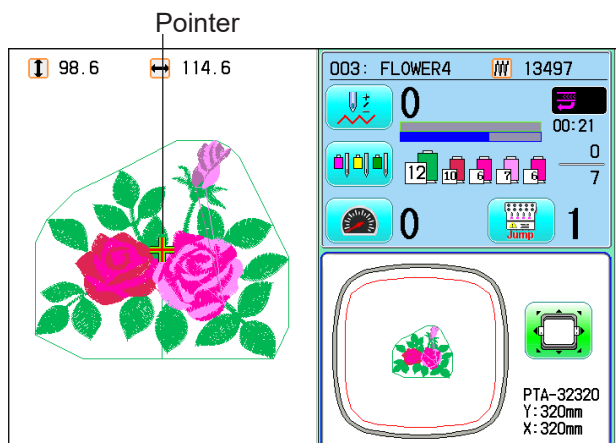 Pointer
98.6 114.6
003: FLOWER4 13497
0
00:21
12 10 6 7 6
0
7
0
Jump
1
PTA-32320
Y:320mm
X:320mm